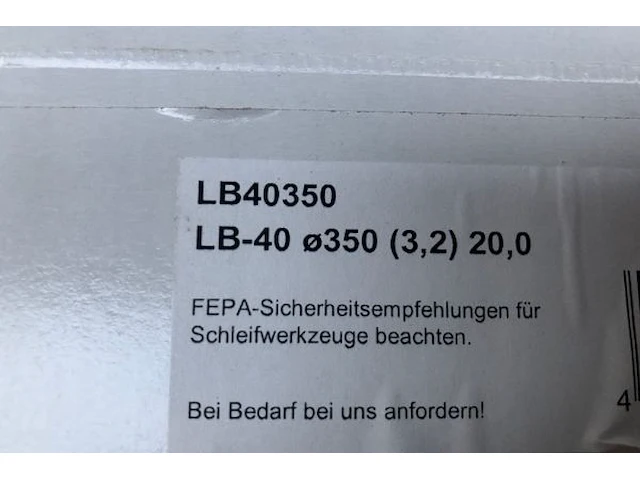 LB40350
LB-40 ø350 (3,2) 20,0
FEPA-Sicherheitsempfehlungen für
Schleifwerkzeuge beachten.
Bei Bedarf bei uns anfordern!
4